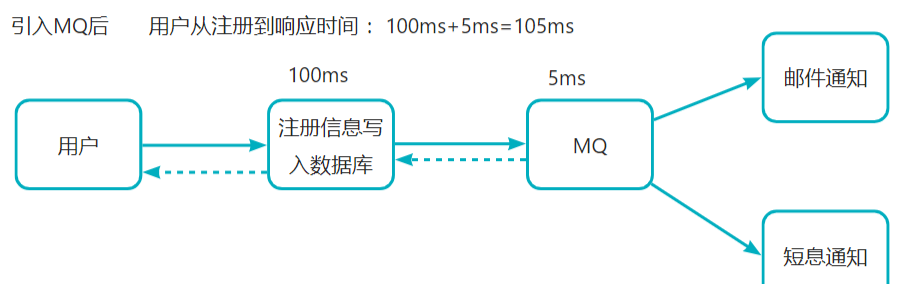 引入MQ后 用户从注册到响应时间：100ms+5ms=105ms
100ms
5ms
用户
注册信息写
入数据库
MQ
邮件通知
短息通知